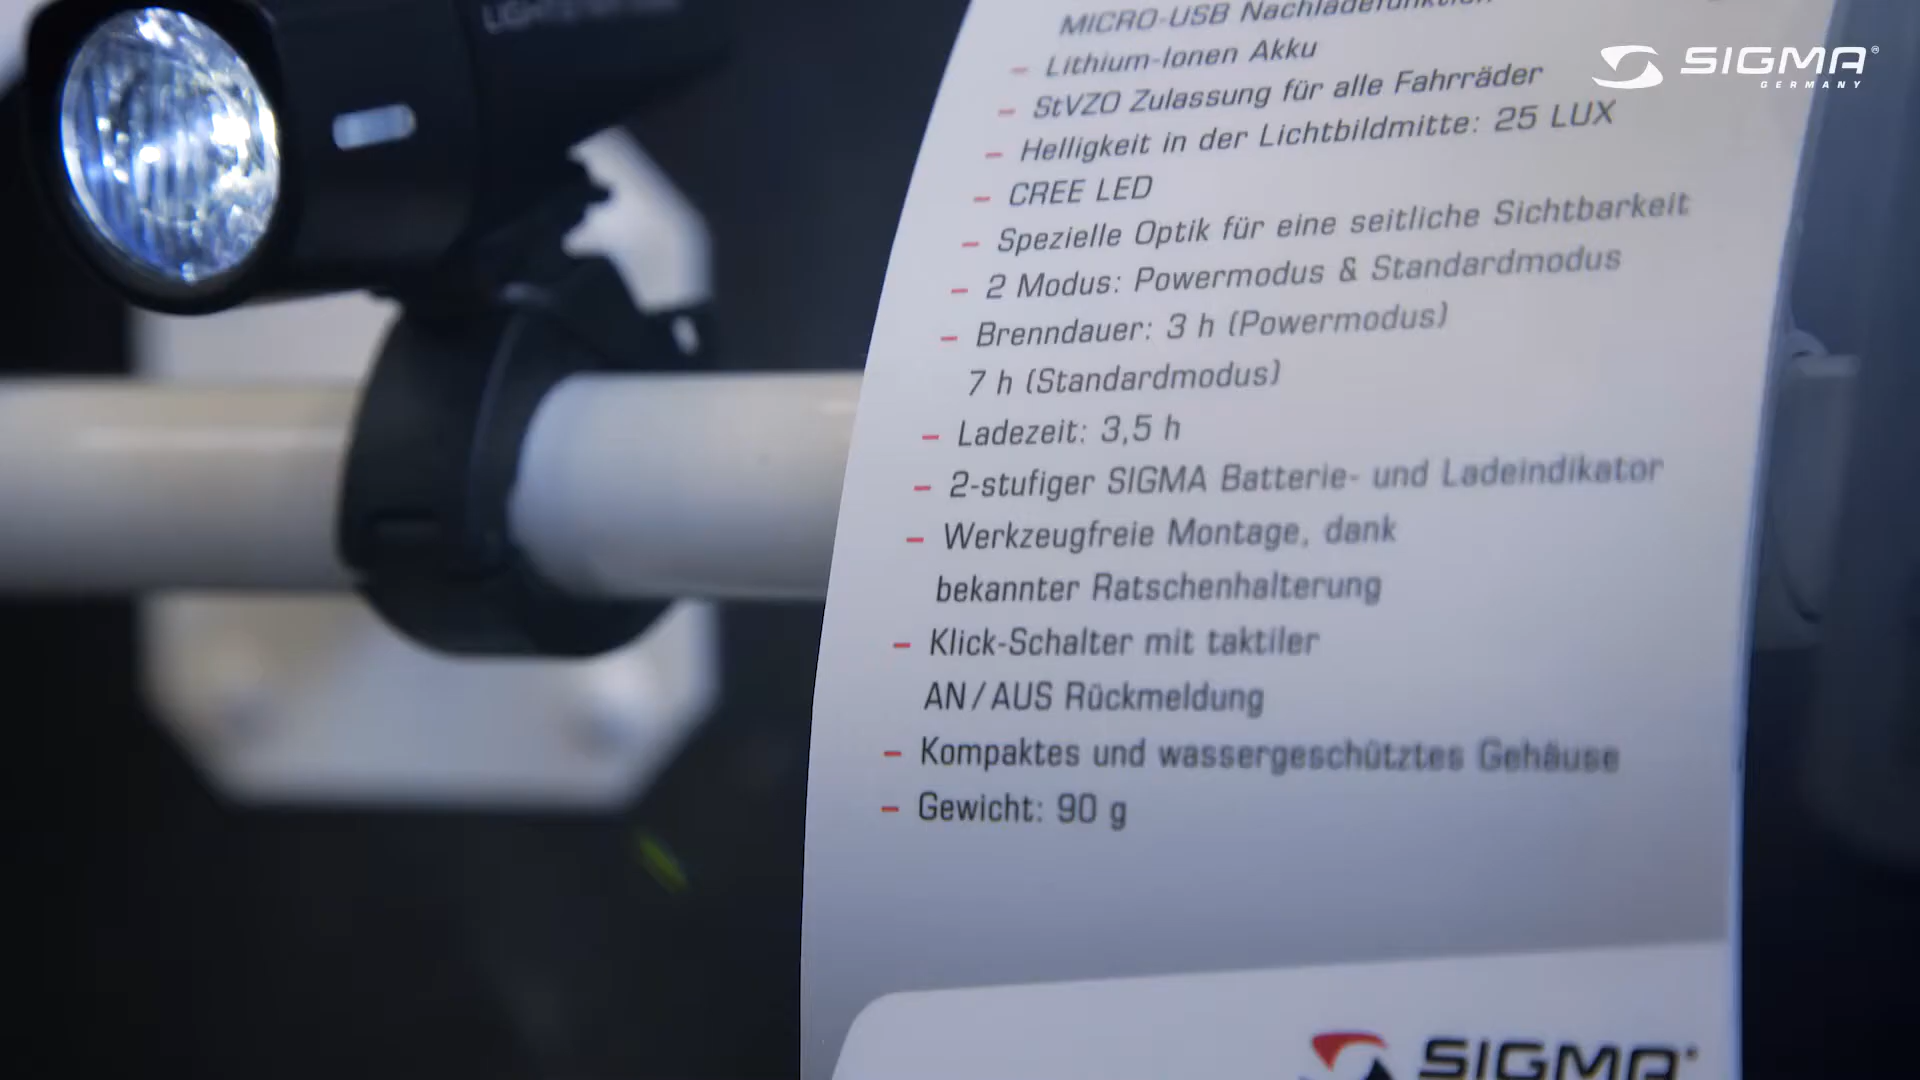 MICRO-USB Nachladefunktion
– Lithium-Ionen Akku
– StVZO Zulassung für alle Fahrräder
– Helligkeit in der Lichtbildmitte: 25 LUX
– CREE LED
– Spezielle Optik für eine seitliche Sichtbarkeit
– 2 Modus: Powermodus & Standardmodus
– Brenndauer: 3 h (Powermodus)
7 h (Standardmodus)
– Ladezeit: 3,5 h
– 2-stufiger SIGMA Batterie- und Ladeindikator
– Werkzeugfreie Montage, dank
bekannter Ratschenhalterung
– Klick-Schalter mit taktiler
AN/AUS Rückmeldung
– Kompaktes und wassergeschütztes Gehäuse
– Gewicht: 90 g
SIGMA
SIGMA®
GERMANY